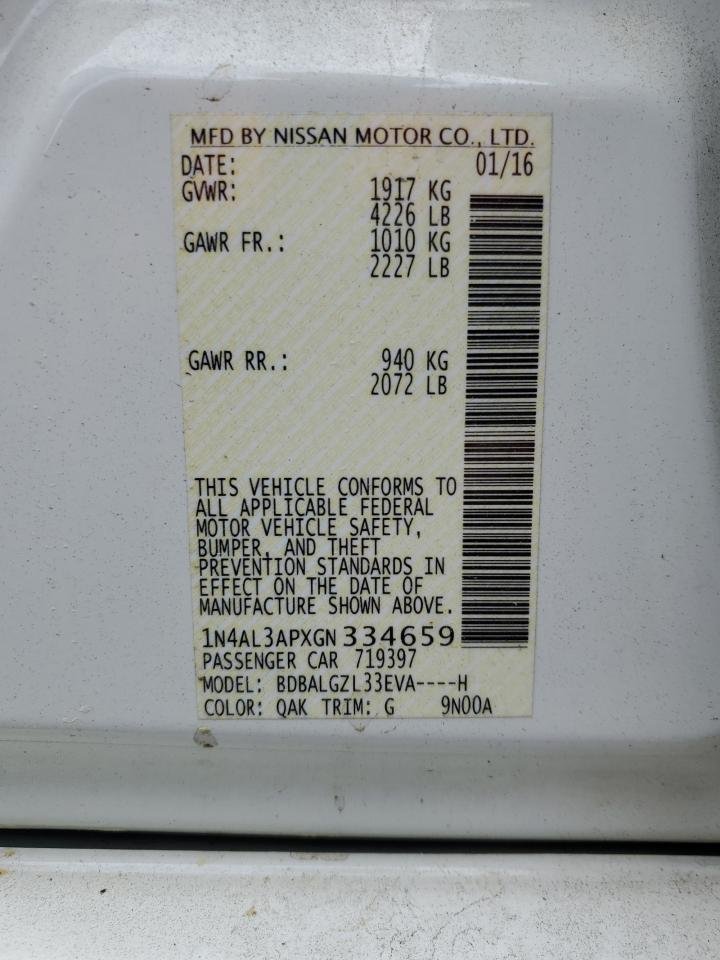 MFD BY NISSAN MOTOR CO., LTD.
DATE: 01/16
GVWR: 1917 KG
4226 LB
GAWR FR.: 1010 KG
2227 LB
GAWR RR.: 940 KG
2072 LB
THIS VEHICLE CONFORMS TO
ALL APPLICABLE FEDERAL
MOTOR VEHICLE SAFETY,
BUMPER, AND THEFT
PREVENTION STANDARDS IN
EFFECT ON THE DATE OF
MANUFACTURE SHOWN ABOVE.
1N4AL3APXGN 334659
PASSENGER CAR 719397
MODEL: BDBALGZL33EVA----H
COLOR: QAK TRIM: G 9N00A